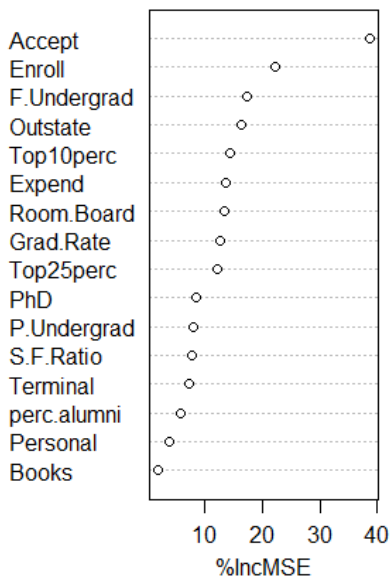 Accept
Enroll
F.Undergrad
Outstate
Top10perc
Expend
Room.Board
Grad.Rate
Top25perc
PhD
P.Undergrad
S.F.Ratio
Terminal
perc.alumni
Personal
Books
10 20 30 40
%IncMSE